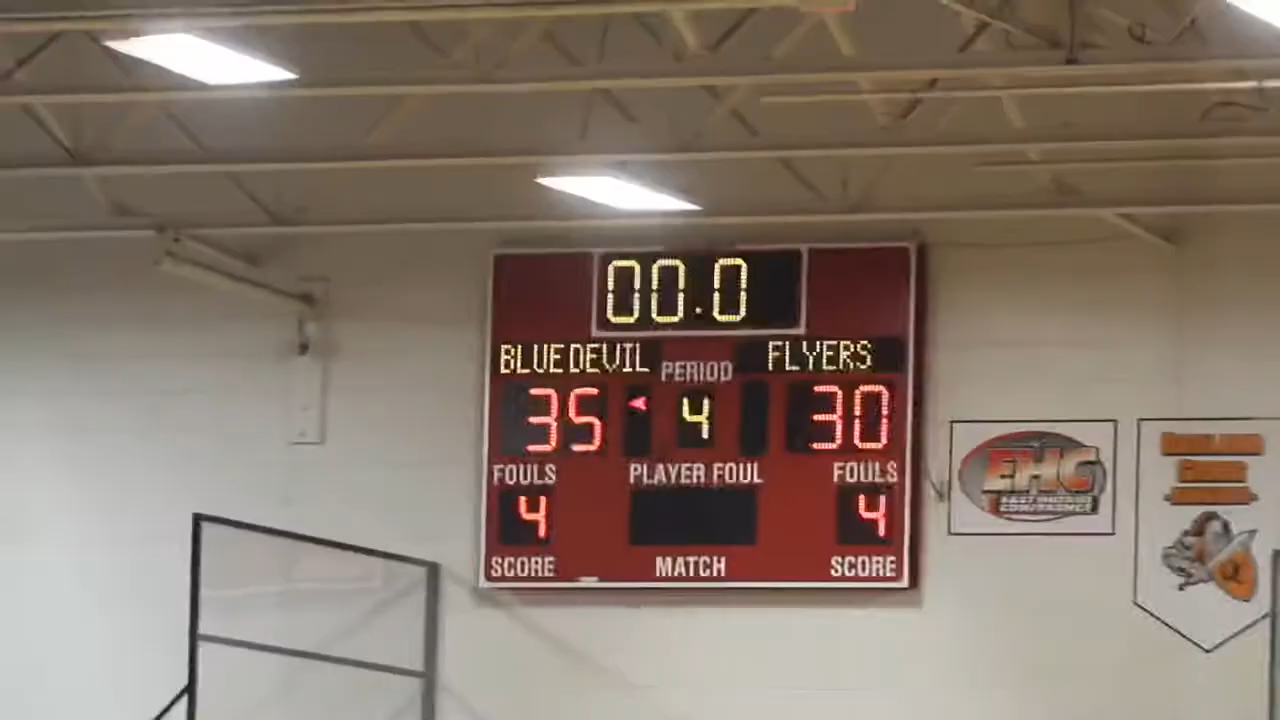 00.0
BLUE DEVIL PERIOD FLYERS
35 4 30
FOULS PLAYER FOUL FOULS
4 4
SCORE MATCH SCORE
EHC
CONFERENCE